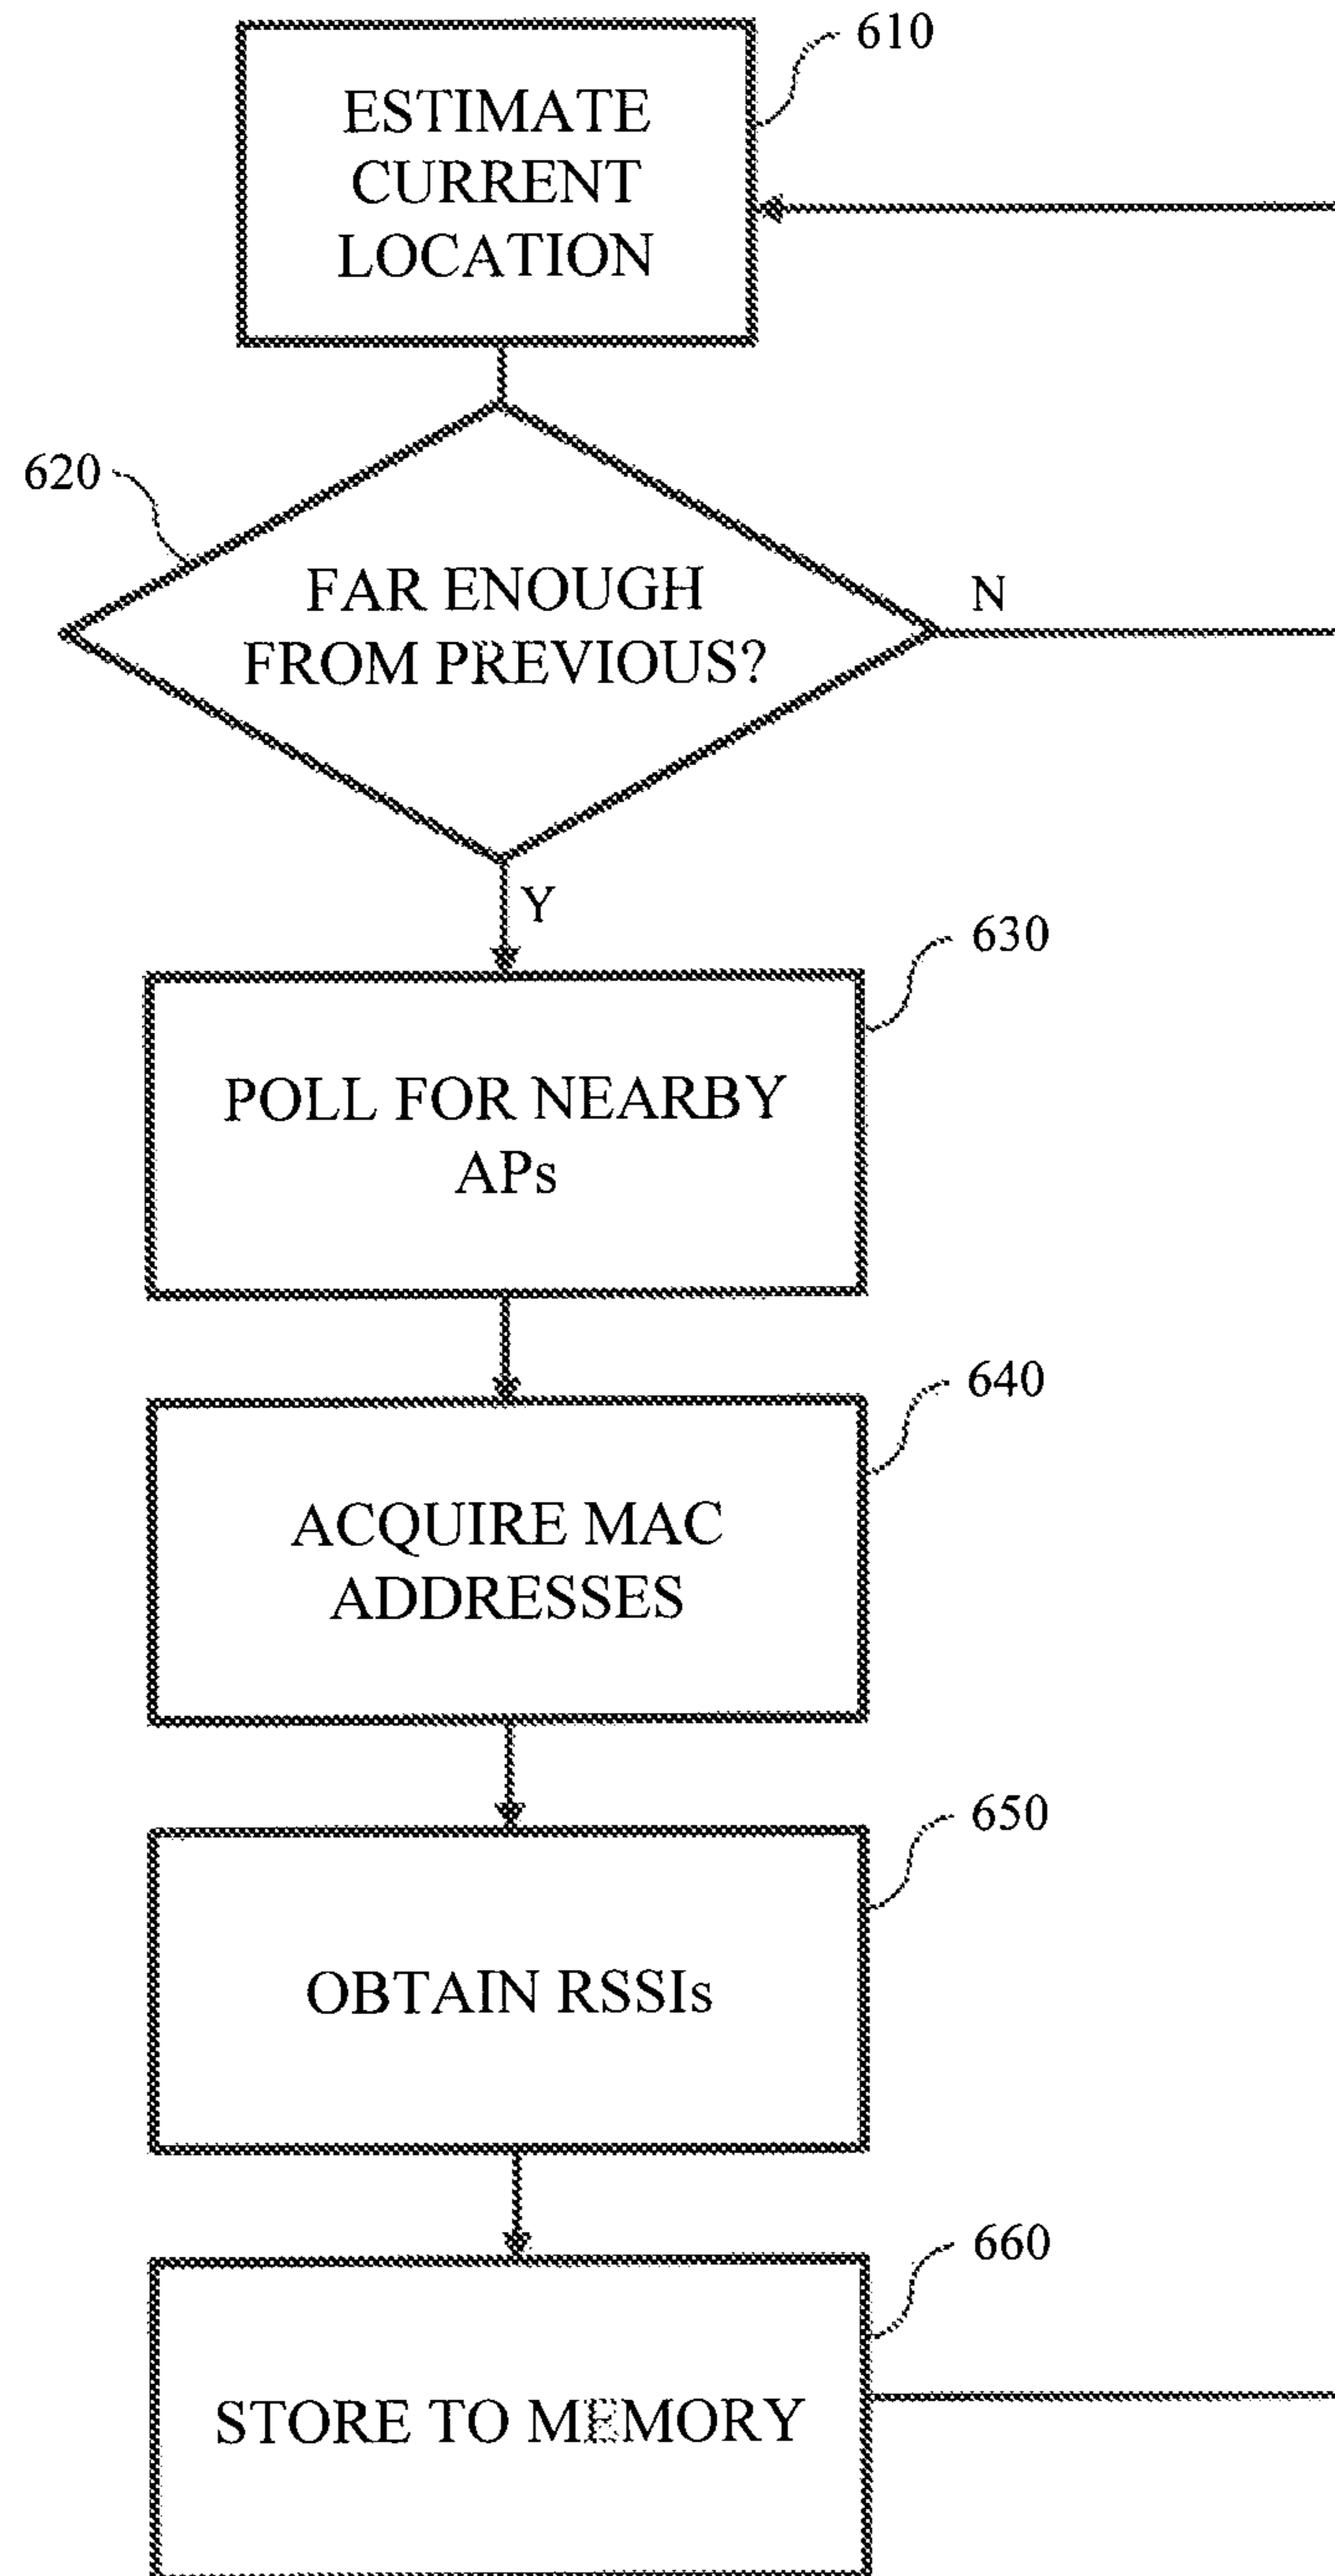 610
ESTIMATE
CURRENT
LOCATION
620
FAR ENOUGH
FROM PREVIOUS?
N
Y
630
POLL FOR NEARBY
APs
640
ACQUIRE MAC
ADDRESSES
650
OBTAIN RSSIs
660
STORE TO MEMORY